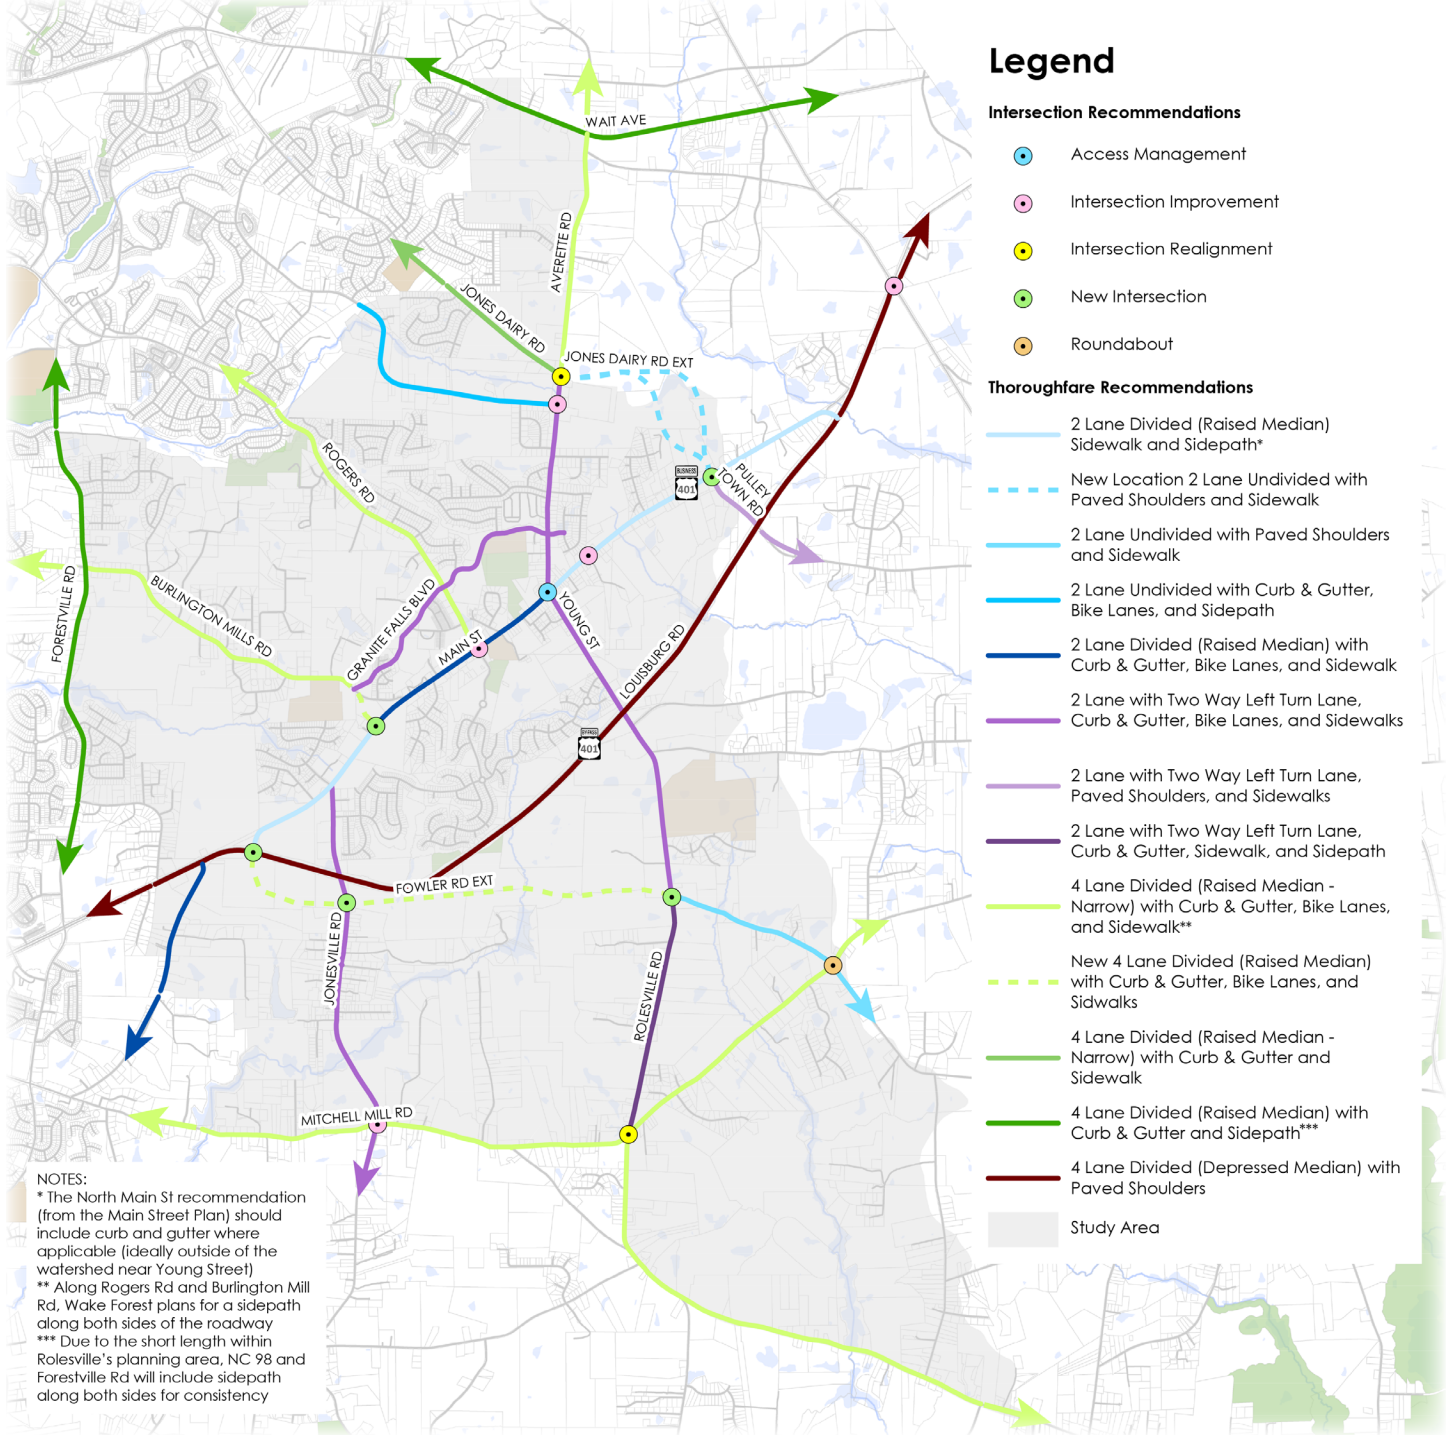 WAIT AVE
AVERETTE RD
JONES DAIRY RD
JONES DAIRY RD EXT
ROGERS RD
PULLEY
TOWN RD
BUSINESS
401
BURLINGTON MILLS RD
FORESTVILLE RD
GRANITE FALLS BLVD
MAIN ST
YOUNG ST
LOUISBURG RD
BYPASS
401
FOWLER RD EXT
JONESVILLE RD
ROLESVILLE RD
MITCHELL MILL RD
NOTES:
* The North Main St recommendation
(from the Main Street Plan) should
include curb and gutter where
applicable (ideally outside of the
watershed near Young Street)
** Along Rogers Rd and Burlington Mill
Rd, Wake Forest plans for a sidepath
along both sides of the roadway
*** Due to the short length within
Rolesville's planning area, NC 98 and
Forestville Rd will include sidepath
along both sides for consistency
Legend
Intersection Recommendations
Access Management
Intersection Improvement
Intersection Realignment
New Intersection
Roundabout
Thoroughfare Recommendations
2 Lane Divided (Raised Median)
Sidewalk and Sidepath*
New Location 2 Lane Undivided with
Paved Shoulders and Sidewalk
2 Lane Undivided with Paved Shoulders
and Sidewalk
2 Lane Undivided with Curb & Gutter,
Bike Lanes, and Sidepath
2 Lane Divided (Raised Median) with
Curb & Gutter, Bike Lanes, and Sidewalk
2 Lane with Two Way Left Turn Lane,
Curb & Gutter, Bike Lanes, and Sidewalks
2 Lane with Two Way Left Turn Lane,
Paved Shoulders, and Sidewalks
2 Lane with Two Way Left Turn Lane,
Curb & Gutter, Sidewalk, and Sidepath
4 Lane Divided (Raised Median -
Narrow) with Curb & Gutter, Bike Lanes,
and Sidewalk**
New 4 Lane Divided (Raised Median)
with Curb & Gutter, Bike Lanes, and
Sidwalks
4 Lane Divided (Raised Median -
Narrow) with Curb & Gutter and
Sidewalk
4 Lane Divided (Raised Median) with
Curb & Gutter and Sidepath***
4 Lane Divided (Depressed Median) with
Paved Shoulders
Study Area